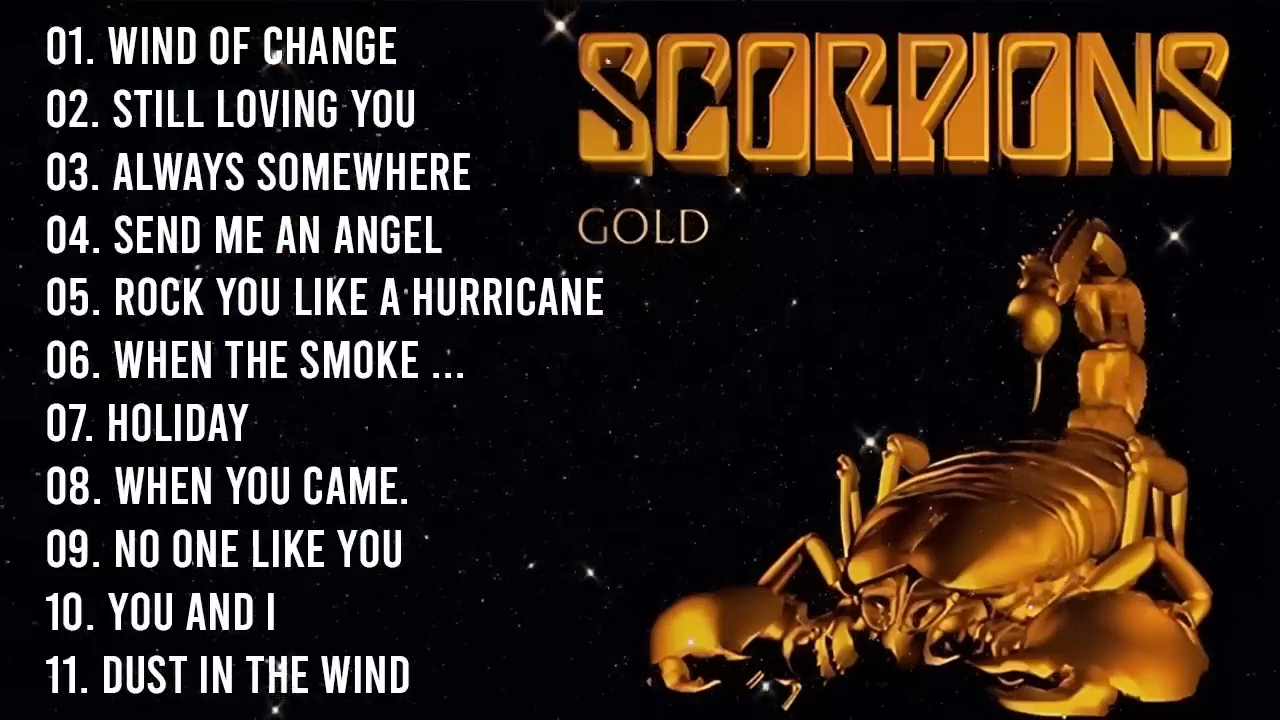 01. WIND OF CHANGE
02. STILL LOVING YOU
03. ALWAYS SOMEWHERE
04. SEND ME AN ANGEL
05. ROCK YOU LIKE A HURRICANE
06. WHEN THE SMOKE ...
07. HOLIDAY
08. WHEN YOU CAME.
09. NO ONE LIKE YOU
10. YOU AND I
11. DUST IN THE WIND
SCORPIONS
GOLD